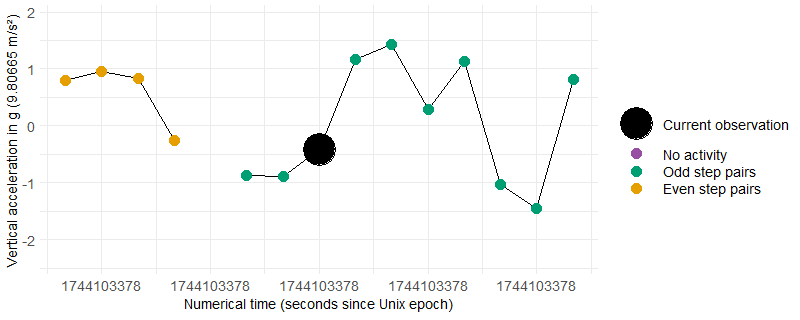 Vertical acceleration in g (9.80665 m/s²)
2
1
0
-1
-2
1744103378 1744103378 1744103378 1744103378 1744103378
Numerical time (seconds since Unix epoch)
Current observation
No activity
Odd step pairs
Even step pairs